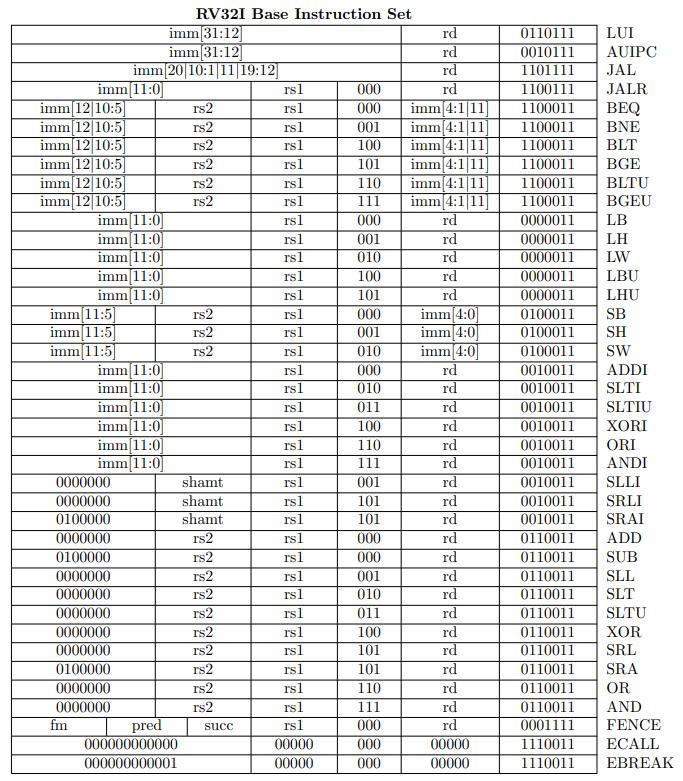 RV32I Base Instruction Set
imm[31:12] rd 0110111 LUI
imm[31:12] rd 0010111 AUIPC
imm[20|10:1|11|19:12] rd 1101111 JAL
imm[11:0] rs1 000 rd 1100111 JALR
imm[12|10:5] rs2 rs1 000 imm[4:1|11] 1100011 BEQ
imm[12|10:5] rs2 rs1 001 imm[4:1|11] 1100011 BNE
imm[12|10:5] rs2 rs1 100 imm[4:1|11] 1100011 BLT
imm[12|10:5] rs2 rs1 101 imm[4:1|11] 1100011 BGE
imm[12|10:5] rs2 rs1 110 imm[4:1|11] 1100011 BLTU
imm[12|10:5] rs2 rs1 111 imm[4:1|11] 1100011 BGEU
imm[11:0] rs1 000 rd 0000011 LB
imm[11:0] rs1 001 rd 0000011 LH
imm[11:0] rs1 010 rd 0000011 LW
imm[11:0] rs1 100 rd 0000011 LBU
imm[11:0] rs1 101 rd 0000011 LHU
imm[11:5] rs2 rs1 000 imm[4:0] 0100011 SB
imm[11:5] rs2 rs1 001 imm[4:0] 0100011 SH
imm[11:5] rs2 rs1 010 imm[4:0] 0100011 SW
imm[11:0] rs1 000 rd 0010011 ADDI
imm[11:0] rs1 010 rd 0010011 SLTI
imm[11:0] rs1 011 rd 0010011 SLTIU
imm[11:0] rs1 100 rd 0010011 XORI
imm[11:0] rs1 110 rd 0010011 ORI
imm[11:0] rs1 111 rd 0010011 ANDI
0000000 shamt rs1 001 rd 0010011 SLLI
0000000 shamt rs1 101 rd 0010011 SRLI
0100000 shamt rs1 101 rd 0010011 SRAI
0000000 rs2 rs1 000 rd 0110011 ADD
0100000 rs2 rs1 000 rd 0110011 SUB
0000000 rs2 rs1 001 rd 0110011 SLL
0000000 rs2 rs1 010 rd 0110011 SLT
0000000 rs2 rs1 011 rd 0110011 SLTU
0000000 rs2 rs1 100 rd 0110011 XOR
0000000 rs2 rs1 101 rd 0110011 SRL
0100000 rs2 rs1 101 rd 0110011 SRA
0000000 rs2 rs1 110 rd 0110011 OR
0000000 rs2 rs1 111 rd 0110011 AND
fm pred succ rs1 000 rd 0001111 FENCE
000000000000 00000 000 00000 1110011 ECALL
000000000001 00000 000 00000 1110011 EBREAK